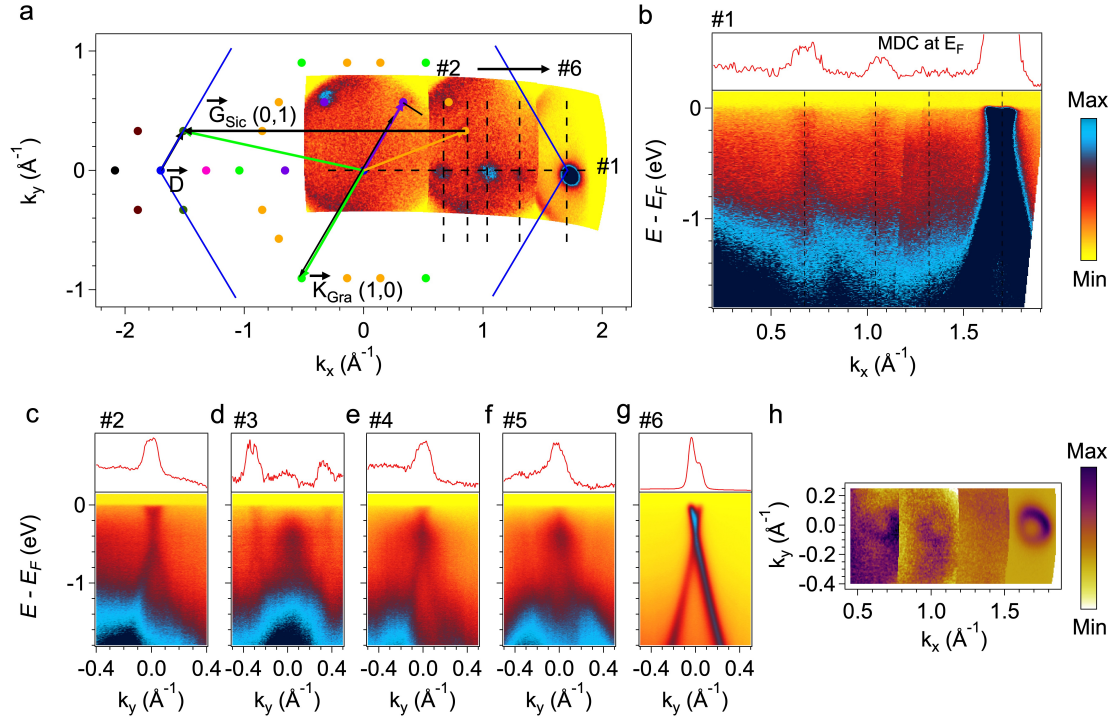 a
1
0
-1
k_y (Å^-1)
-2
-1
0
1
2
k_x (Å^-1)
G_Sic (0,1)
D
K_Gra (1,0)
#2
#6
#1
b
#1
MDC at E_F
0
-1
E - E_F (eV)
0.5
1.0
1.5
k_x (Å^-1)
Max
Min
c
#2
d
#3
e
#4
f
#5
g
#6
h
0
-1
E - E_F (eV)
-0.4
0.0
0.4
k_y (Å^-1)
-0.4
0.0
0.4
k_y (Å^-1)
-0.4
0.0
0.4
k_y (Å^-1)
-0.4
0.0
0.4
k_y (Å^-1)
-0.4
0.0
0.4
k_y (Å^-1)
0.2
0.0
-0.2
-0.4
k_y (Å^-1)
0.5
1.0
1.5
k_x (Å^-1)
Max
Min